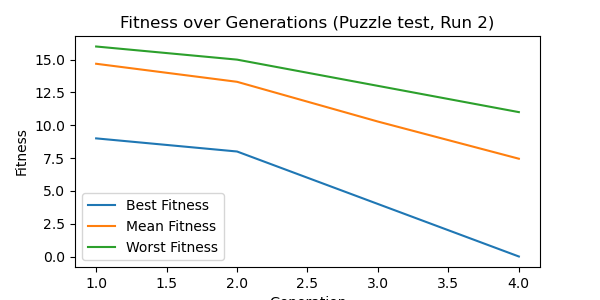 Fitness over Generations (Puzzle test, Run 2)
Fitness
15.0
12.5
10.0
7.5
5.0
2.5
0.0
Best Fitness
Mean Fitness
Worst Fitness
1.0 1.5 2.0 2.5 3.0 3.5 4.0
Generation